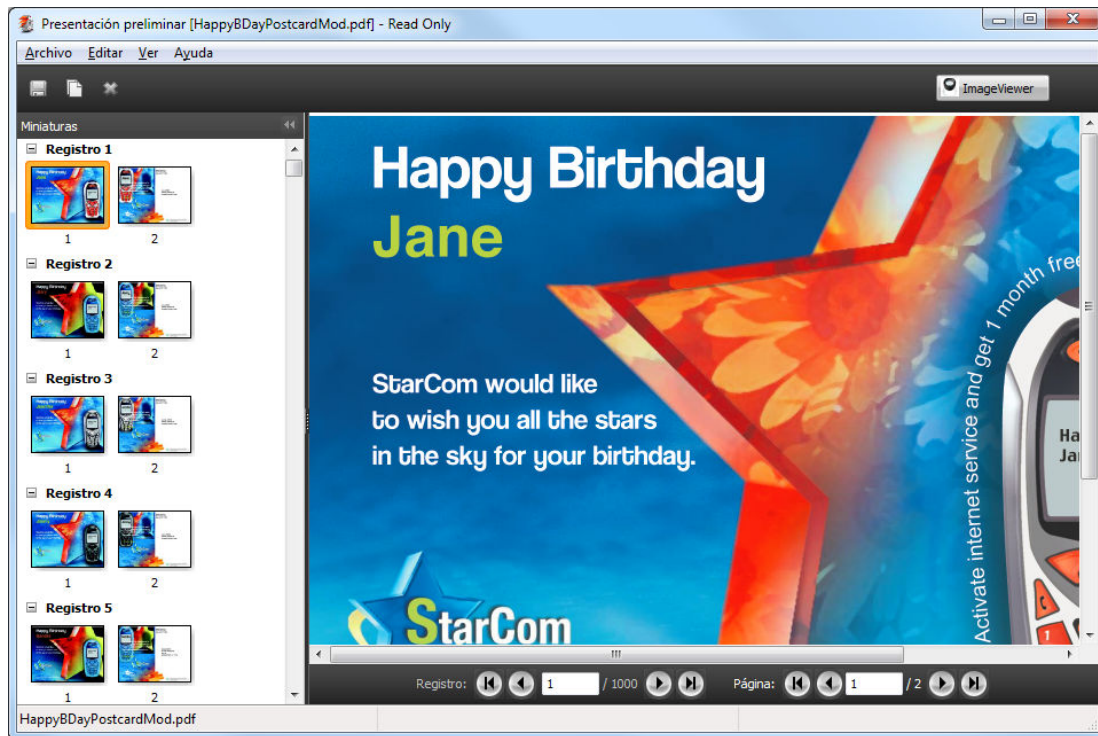 Presentación preliminar [HappyBDayPostcardMod.pdf] - Read Only
Archivo Editar Ver Ayuda
ImageViewer
Miniaturas
Registro 1
1 2
Registro 2
1 2
Registro 3
1 2
Registro 4
1 2
Registro 5
1 2
Happy Birthday
Jane
StarCom would like
to wish you all the stars
in the sky for your birthday.
StarCom
Activate internet service and get 1 month free
Ha
Ja
1
Registro: 1 / 1000 Página: 1 / 2
HappyBDayPostcardMod.pdf